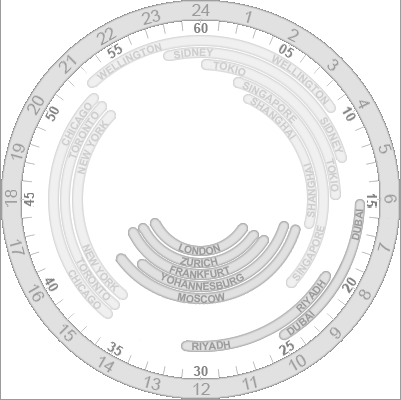 24
1
2
3
4
5
6
7
8
9
10
11
12
13
14
15
16
17
18
19
20
21
22
23
60
05
10
15
20
25
30
35
40
45
50
55
WELLINGTON
WELLINGTON
SIDNEY
SIDNEY
TOKIO
TOKIO
SINGAPORE
SINGAPORE
SHANGHAI
SHANGHAI
CHICAGO
TORONTO
NEW YORK
NEW YORK
TORONTO
CHICAGO
LONDON
ZURICH
FRANKFURT
YOHANNESBURG
MOSCOW
DUBAI
DUBAI
RIYADH
RIYADH